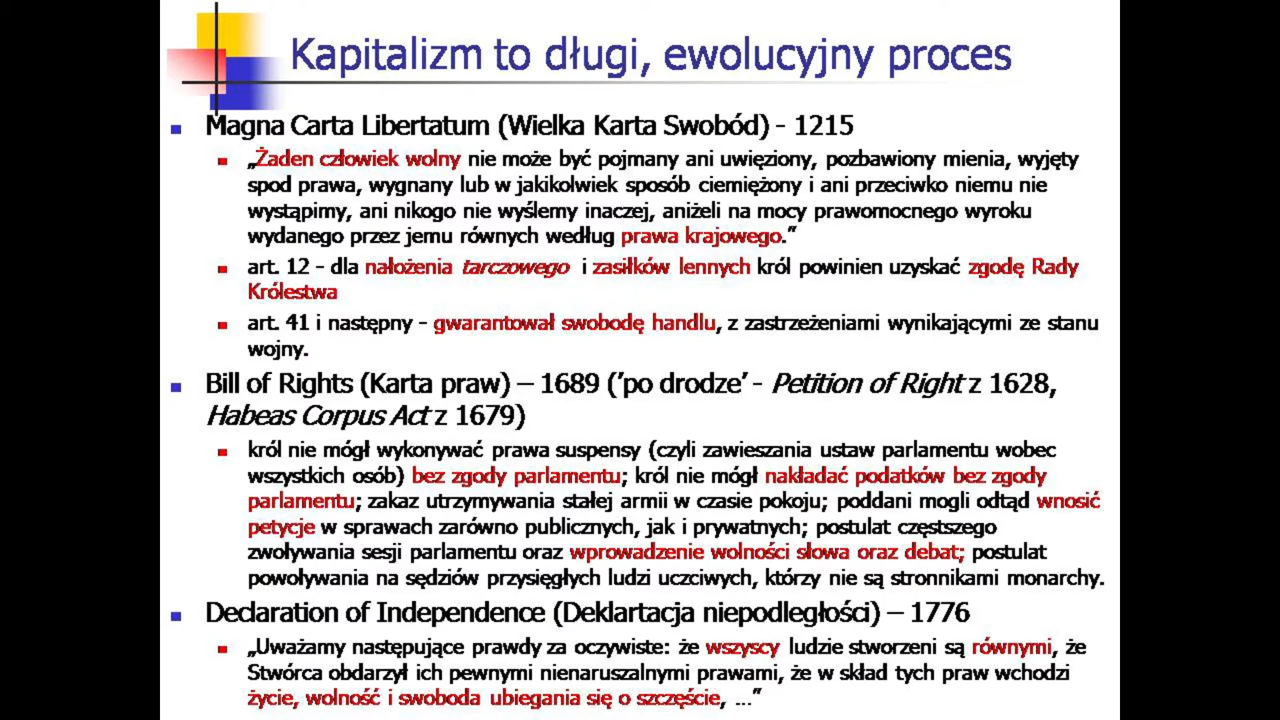 Kapitalizm to długi, ewolucyjny proces
Magna Carta Libertatum (Wielka Karta Swobód) - 1215
„Żaden człowiek wolny nie może być pojmany ani uwięziony, pozbawiony mienia, wyjęty
spod prawa, wygnany lub w jakikolwiek sposób ciemiężony i ani przeciwko niemu nie
wystąpimy, ani nikogo nie wyślemy inaczej, aniżeli na mocy prawomocnego wyroku
wydanego przez jemu równych według prawa krajowego.”
art. 12 - dla nałożenia tarczowego i zasiłków lennych król powinien uzyskać zgodę Rady
Królestwa
art. 41 i następny - gwarantował swobodę handlu, z zastrzeżeniami wynikającymi ze stanu
wojny.
Bill of Rights (Karta praw) – 1689 ('po drodze' - Petition of Right z 1628,
Habeas Corpus Act z 1679)
król nie mógł wykonywać prawa suspensy (czyli zawieszania ustaw parlamentu wobec
wszystkich osób) bez zgody parlamentu; król nie mógł nakładać podatków bez zgody
parlamentu; zakaz utrzymywania stałej armii w czasie pokoju; poddani mogli odtąd wnosić
petycje w sprawach zarówno publicznych, jak i prywatnych; postulat częstszego
zwoływania sesji parlamentu oraz wprowadzenie wolności słowa oraz debat; postulat
powoływania na sędziów przysięgłych ludzi uczciwych, którzy nie są stronnikami monarchy.
Declaration of Independence (Deklartacja niepodległości) – 1776
„Uważamy następujące prawdy za oczywiste: że wszyscy ludzie stworzeni są równymi, że
Stwórca obdarzył ich pewnymi nienaruszalnymi prawami, że w skład tych praw wchodzi
życie, wolność i swoboda ubiegania się o szczęście, ...”